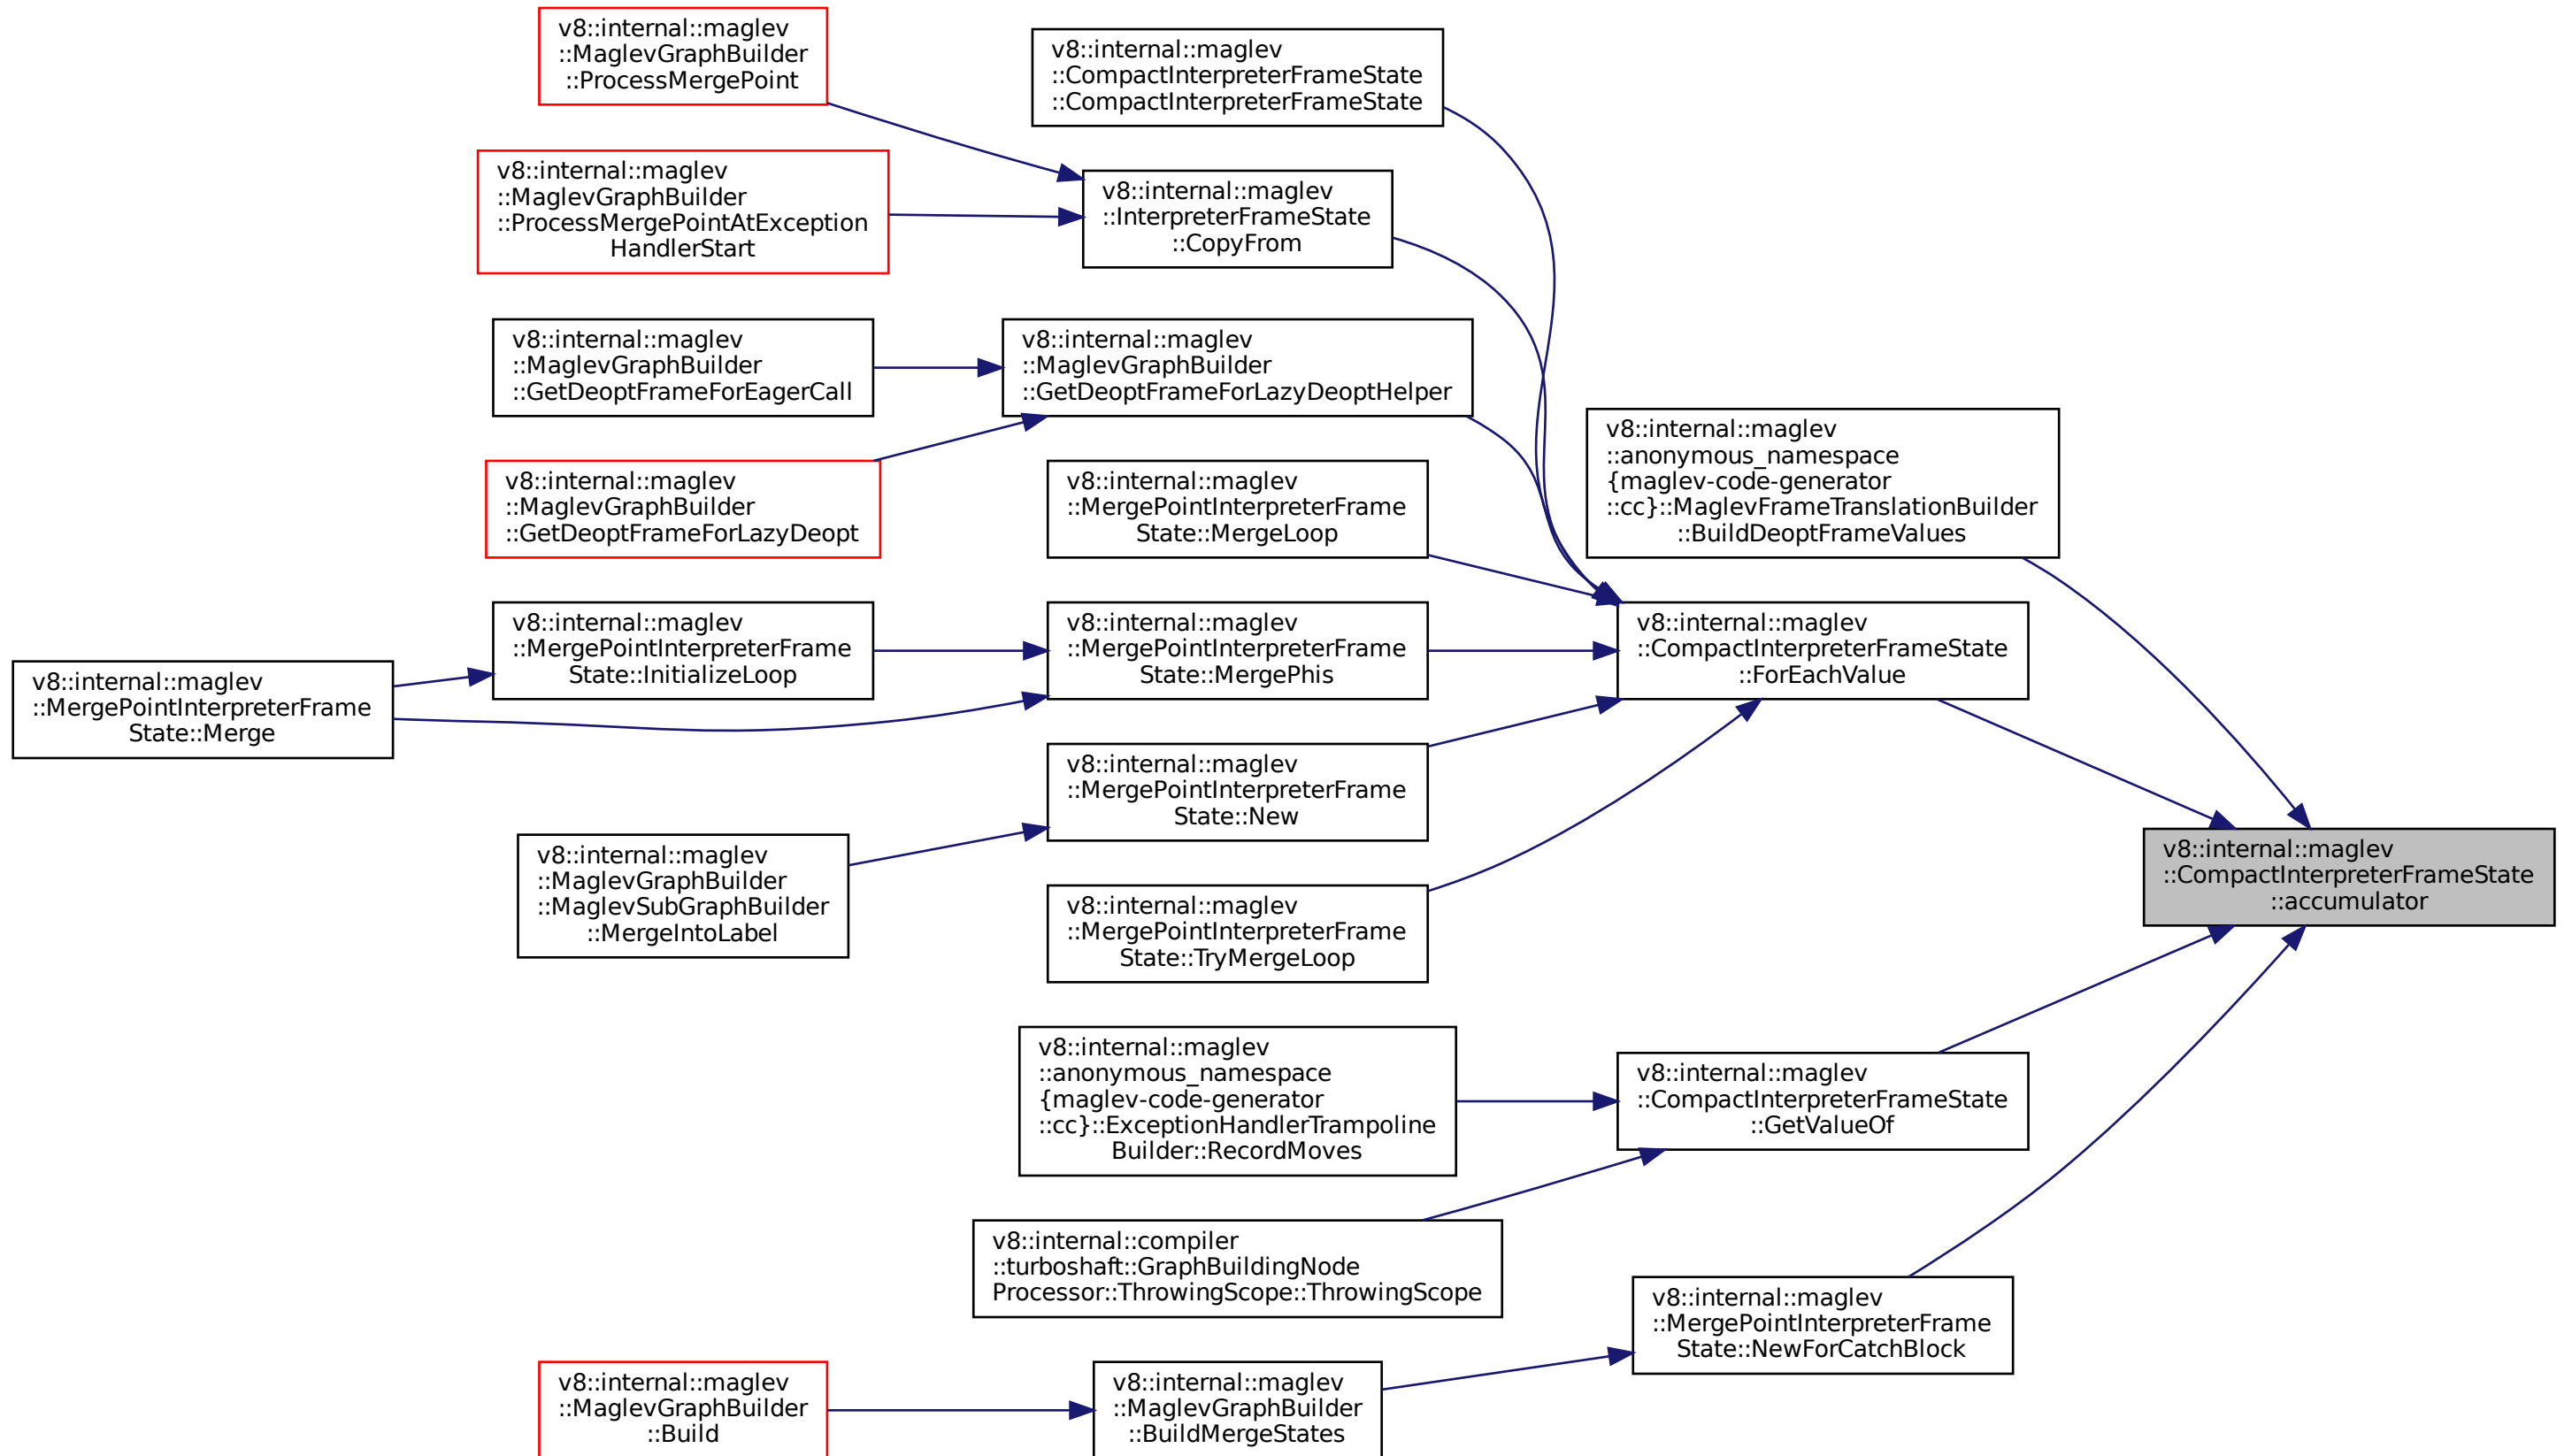 v8::internal::maglev
::MaglevGraphBuilder
::ProcessMergePoint
v8::internal::maglev
::CompactInterpreterFrameState
::CompactInterpreterFrameState
v8::internal::maglev
::MaglevGraphBuilder
::ProcessMergePointAtException
HandlerStart
v8::internal::maglev
::InterpreterFrameState
::CopyFrom
v8::internal::maglev
::MaglevGraphBuilder
::GetDeoptFrameForEagerCall
v8::internal::maglev
::MaglevGraphBuilder
::GetDeoptFrameForLazyDeoptHelper
v8::internal::maglev
::anonymous_namespace
{maglev-code-generator
::cc}::MaglevFrameTranslationBuilder
::BuildDeoptFrameValues
v8::internal::maglev
::MaglevGraphBuilder
::GetDeoptFrameForLazyDeopt
v8::internal::maglev
::MergePointInterpreterFrame
State::MergeLoop
v8::internal::maglev
::MergePointInterpreterFrame
State::Merge
v8::internal::maglev
::MergePointInterpreterFrame
State::InitializeLoop
v8::internal::maglev
::MergePointInterpreterFrame
State::MergePhis
v8::internal::maglev
::CompactInterpreterFrameState
::ForEachValue
v8::internal::maglev
::MergePointInterpreterFrame
State::New
v8::internal::maglev
::MaglevGraphBuilder
::MaglevSubGraphBuilder
::MergeIntoLabel
v8::internal::maglev
::MergePointInterpreterFrame
State::TryMergeLoop
v8::internal::maglev
::CompactInterpreterFrameState
::accumulator
v8::internal::maglev
::anonymous_namespace
{maglev-code-generator
::cc}::ExceptionHandlerTrampoline
Builder::RecordMoves
v8::internal::maglev
::CompactInterpreterFrameState
::GetValueOf
v8::internal::compiler
::turboshaft::GraphBuildingNode
Processor::ThrowingScope::ThrowingScope
v8::internal::maglev
::MergePointInterpreterFrame
State::NewForCatchBlock
v8::internal::maglev
::MaglevGraphBuilder
::Build
v8::internal::maglev
::MaglevGraphBuilder
::BuildMergeStates